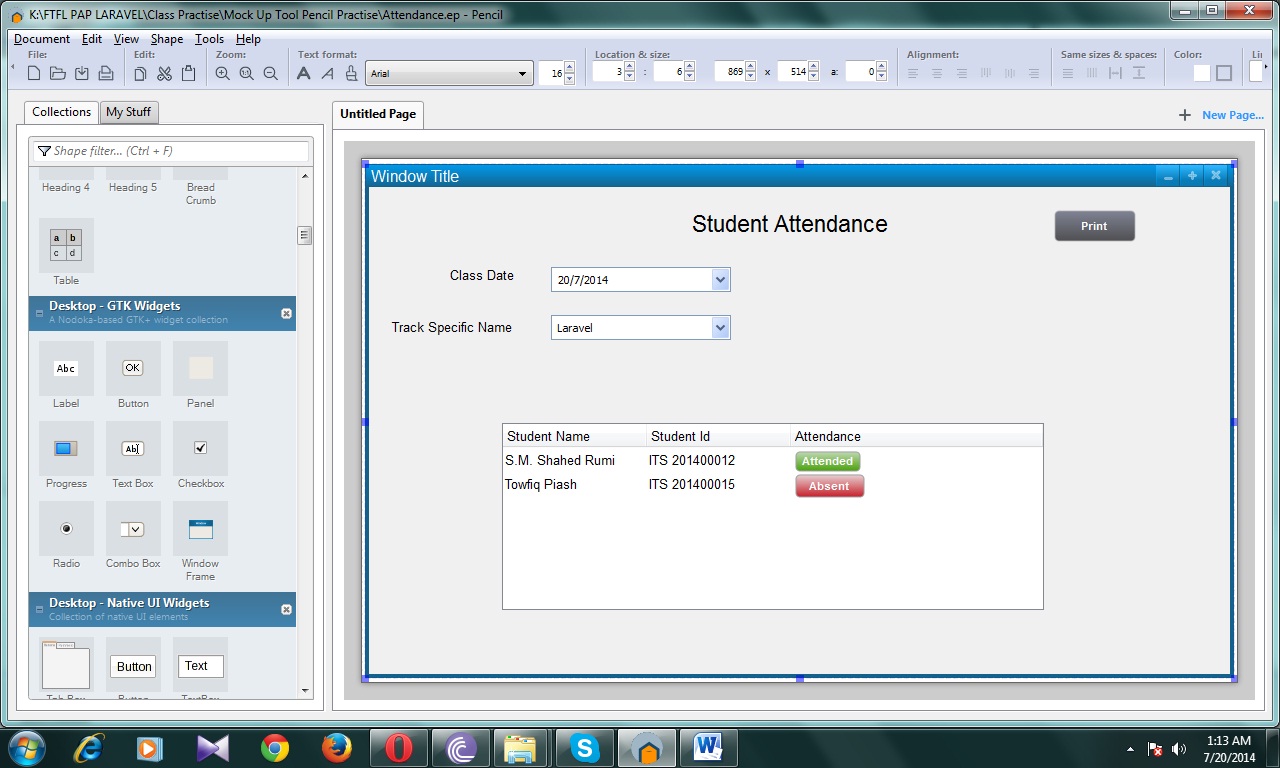 K:\FTFL PAP LARAVEL\Class Practise\Mock Up Tool Pencil Practise\Attendance.ep - Pencil
Document Edit View Shape Tools Help
File: Edit: Zoom: Text format: Location & size: Alignment: Same sizes & spaces: Color: Li
Arial 16 3 : 6 869 x 514 a: 0
Collections My Stuff
Untitled Page
New Page...
Shape filter... (Ctrl + F)
Heading 4 Heading 5 Bread
Crumb
a b
c d
Table
Desktop - GTK Widgets
A Nodoka-based GTK+ widget collection
Abc OK
Label Button Panel
Ab
Progress Text Box Checkbox
Radio Combo Box Window
Frame
Desktop - Native UI Widgets
Collection of native UI elements
Button Text
Tab Box Button TextBox
Window Title
Student Attendance
Print
Class Date 20/7/2014
Track Specific Name Laravel
Student Name Student Id Attendance
S.M. Shahed Rumi ITS 201400012 Attended
Towfiq Piash ITS 201400015 Absent
1:13 AM
7/20/2014